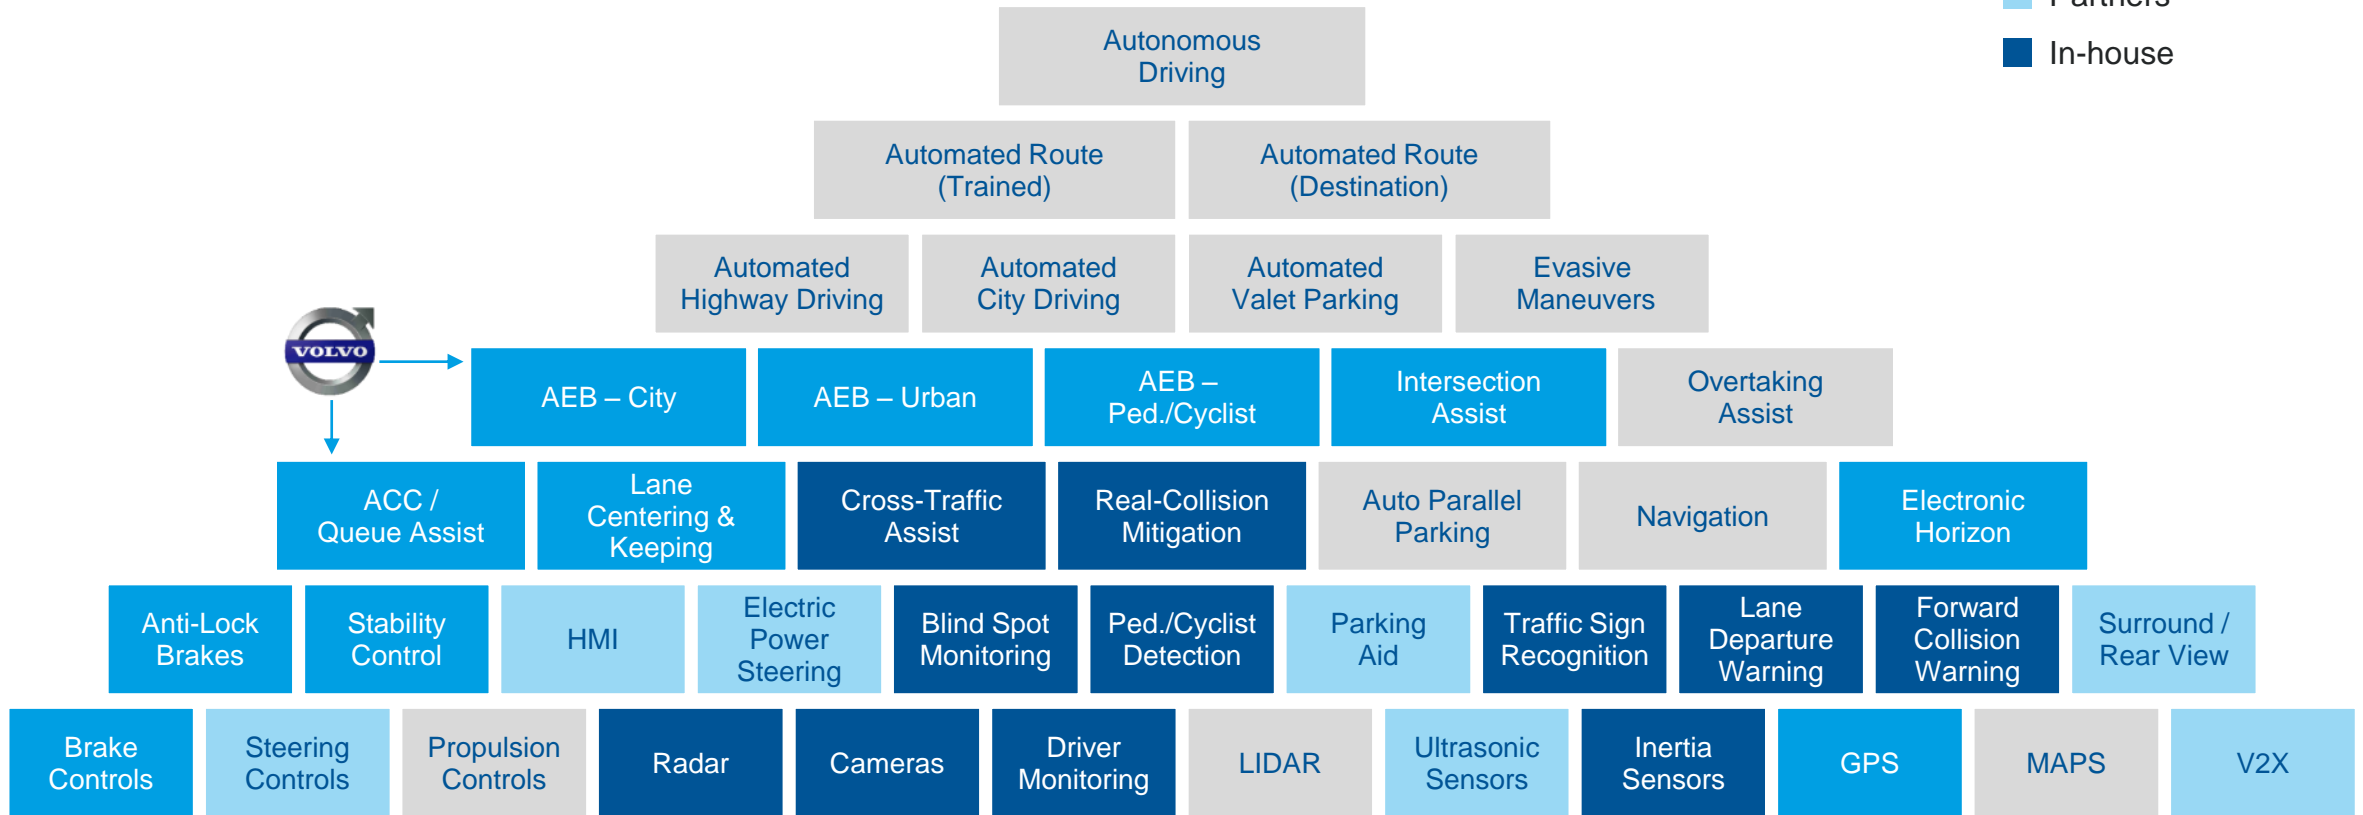 Partners
In-house
Autonomous
Driving
Automated Route
(Trained)
Automated Route
(Destination)
Automated
Highway Driving
Automated
City Driving
Automated
Valet Parking
Evasive
Maneuvers
VOLVO
AEB – City
AEB – Urban
AEB –
Ped./Cyclist
Intersection
Assist
Overtaking
Assist
ACC /
Queue Assist
Lane
Centering &
Keeping
Cross-Traffic
Assist
Real-Collision
Mitigation
Auto Parallel
Parking
Navigation
Electronic
Horizon
Anti-Lock
Brakes
Stability
Control
HMI
Electric
Power
Steering
Blind Spot
Monitoring
Ped./Cyclist
Detection
Parking
Aid
Traffic Sign
Recognition
Lane
Departure
Warning
Forward
Collision
Warning
Surround /
Rear View
Brake
Controls
Steering
Controls
Propulsion
Controls
Radar
Cameras
Driver
Monitoring
LIDAR
Ultrasonic
Sensors
Inertia
Sensors
GPS
MAPS
V2X